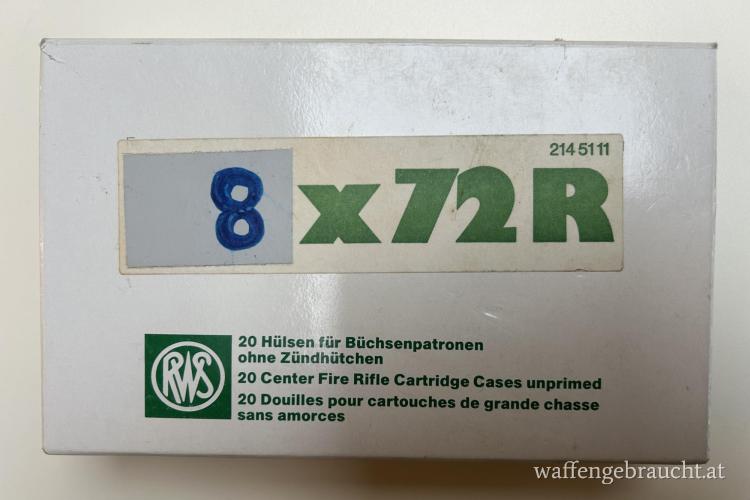 214 51 11
8 x 72 R
RWS
20 Hülsen für Büchsenpatronen
ohne Zündhütchen
20 Center Fire Rifle Cartridge Cases unprimed
20 Douilles pour cartouches de grande chasse
sans amorces
waffengebraucht.at